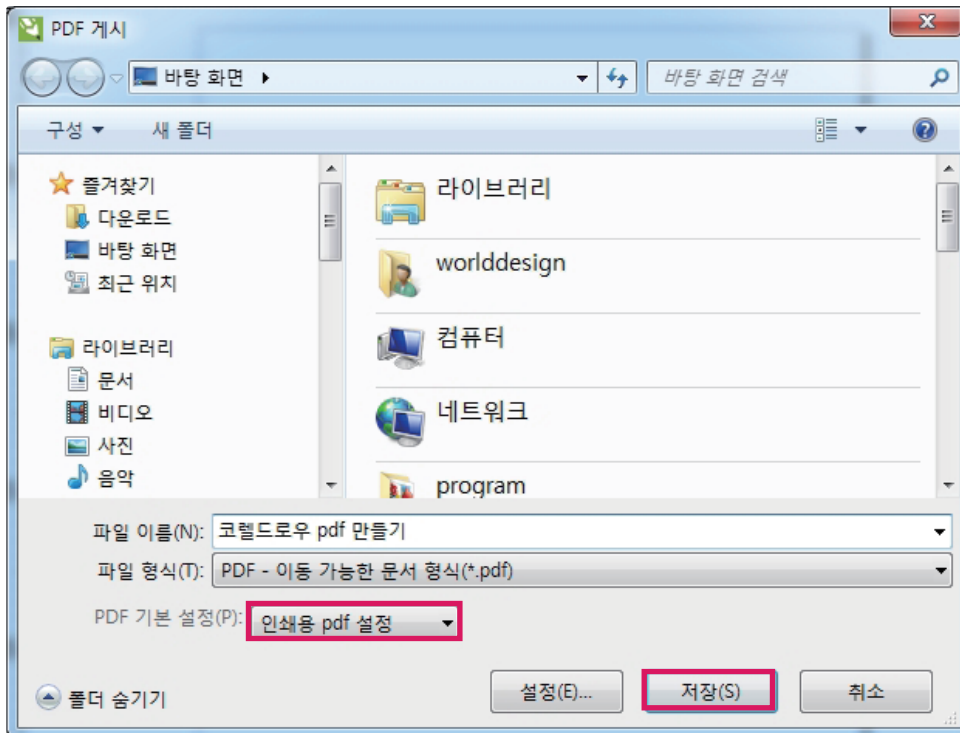 PDF 게시
바탕 화면
바탕 화면 검색
구성
새 폴더
즐겨찾기
다운로드
바탕 화면
최근 위치
라이브러리
문서
비디오
사진
음악
라이브러리
worlddesign
컴퓨터
네트워크
program
파일 이름(N): 코렐드로우 pdf 만들기
파일 형식(T): PDF - 이동 가능한 문서 형식(*.pdf)
PDF 기본 설정(P): 인쇄용 pdf 설정
폴더 숨기기
설정(E)...
저장(S)
취소